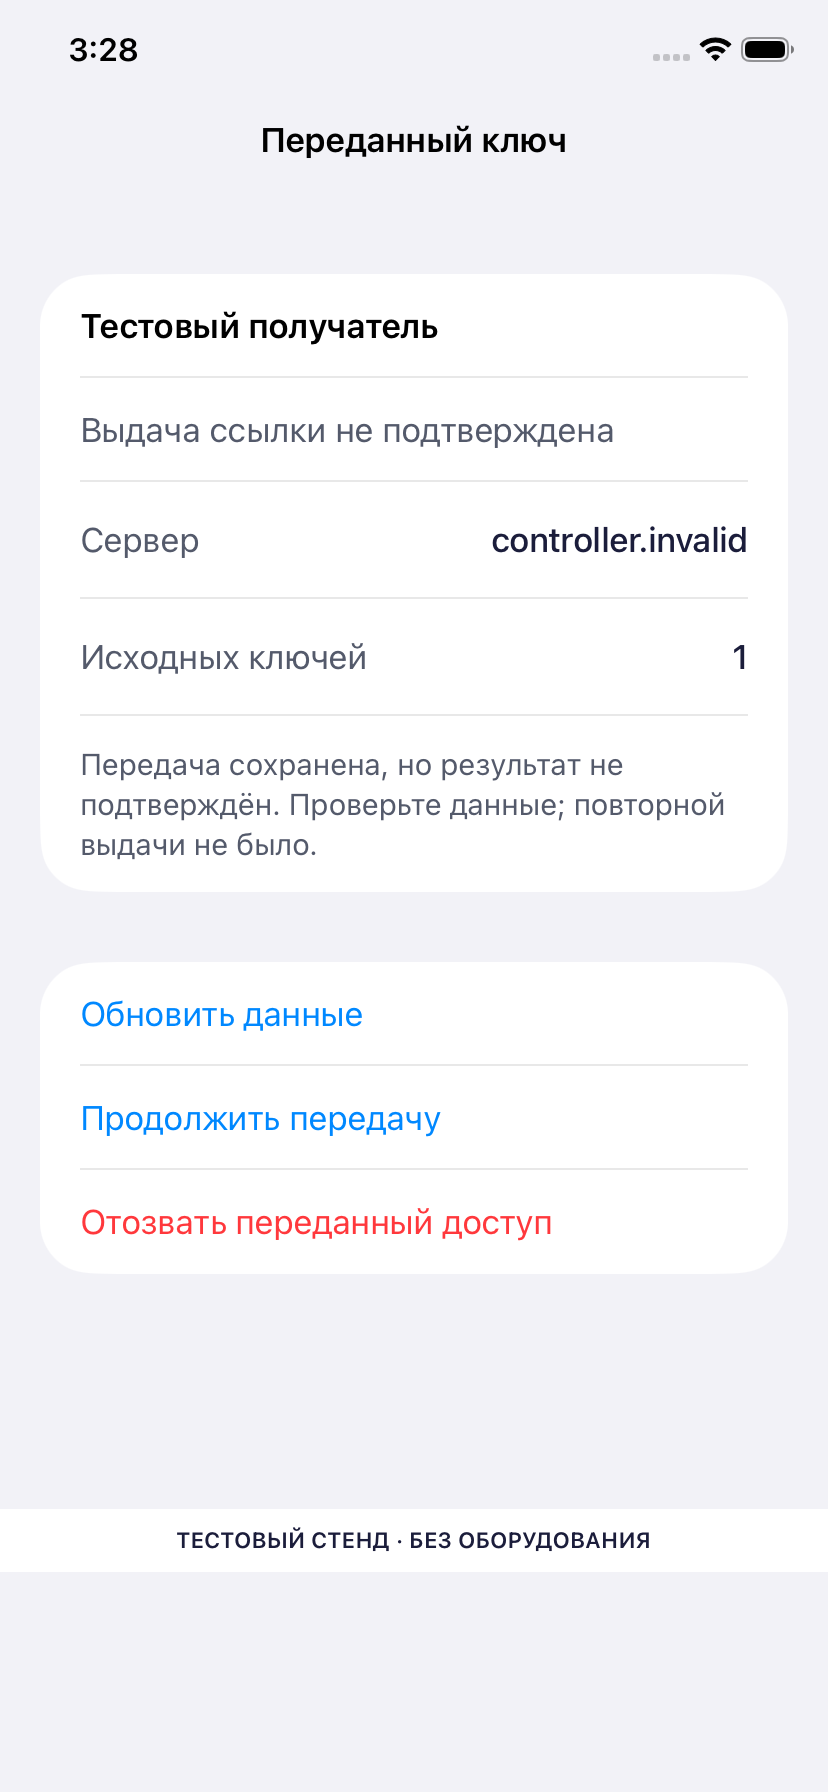 3:28
Переданный ключ
Тестовый получатель
Выдача ссылки не подтверждена
Сервер controller.invalid
Исходных ключей 1
Передача сохранена, но результат не
подтверждён. Проверьте данные; повторной
выдачи не было.
Обновить данные
Продолжить передачу
Отозвать переданный доступ
ТЕСТОВЫЙ СТЕНД · БЕЗ ОБОРУДОВАНИЯ